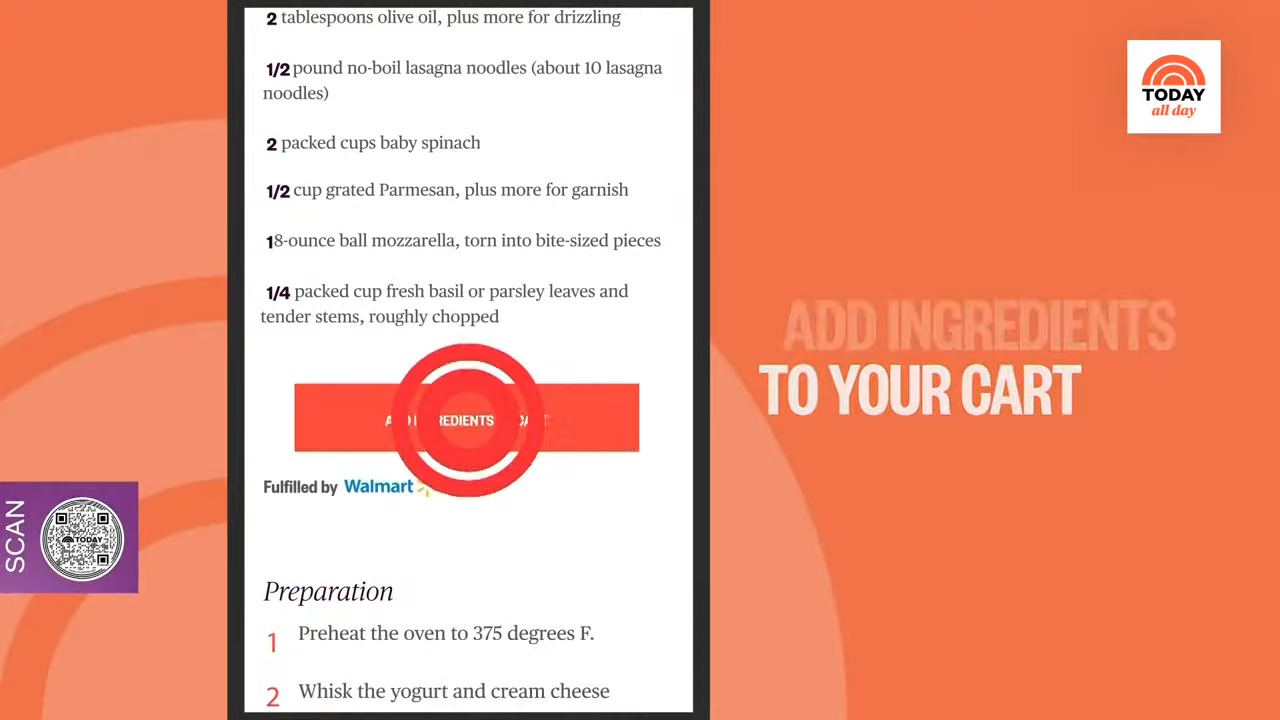 2 tablespoons olive oil, plus more for drizzling
1/2 pound no-boil lasagna noodles (about 10 lasagna
noodles)
2 packed cups baby spinach
1/2 cup grated Parmesan, plus more for garnish
1 8-ounce ball mozzarella, torn into bite-sized pieces
1/4 packed cup fresh basil or parsley leaves and
tender stems, roughly chopped
Fulfilled by Walmart
Preparation
1 Preheat the oven to 375 degrees F.
2 Whisk the yogurt and cream cheese
ADD INGREDIENTS
TO YOUR CART
TODAY
all day
SCAN
TODAY